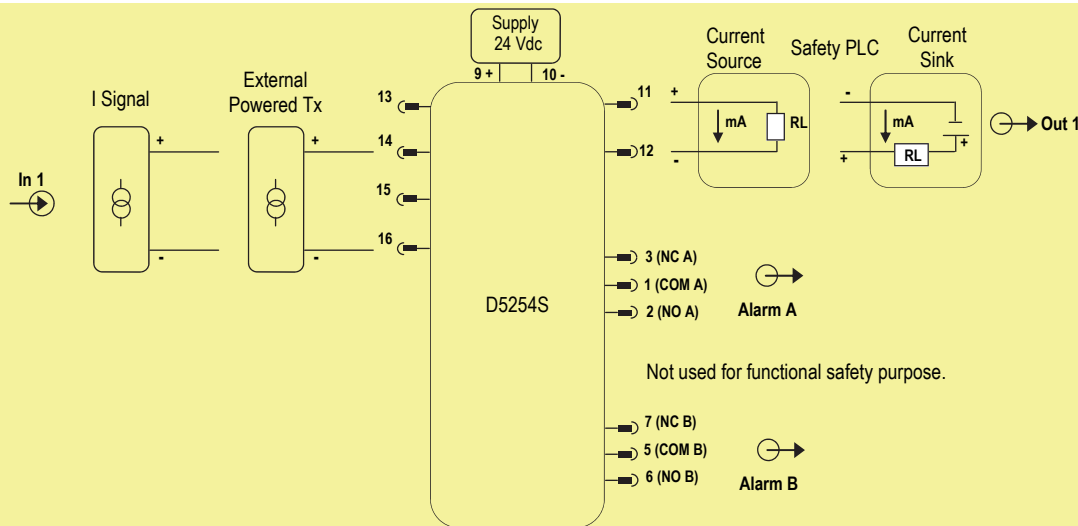 Supply
24 Vdc
9 +
10 -
I Signal
External
Powered Tx
In 1
+
-
+
-
13
14
15
16
D5254S
11
12
Current
Source
Safety PLC
Current
Sink
+
-
mA
RL
-
+
mA
RL
+
Out 1
3 (NC A)
1 (COM A)
2 (NO A)
Alarm A
Not used for functional safety purpose.
7 (NC B)
5 (COM B)
6 (NO B)
Alarm B